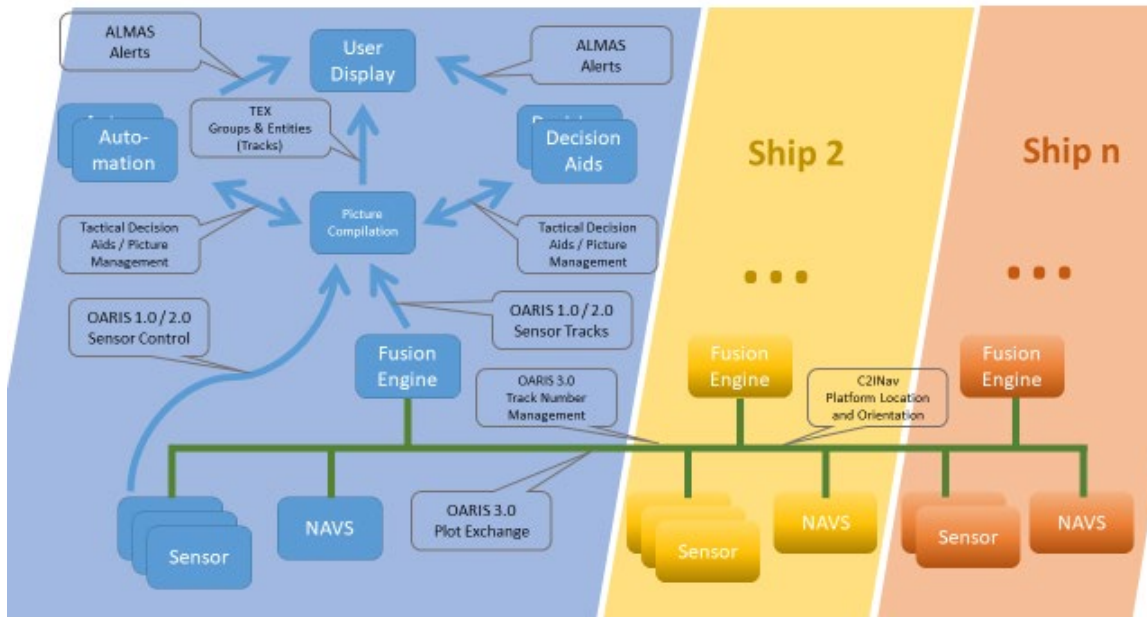 ALMAS
Alerts
User
Display
ALMAS
Alerts
TEX
Groups & Entities
(Tracks)
Auto-
mation
Decision
Aids
Ship 2
Ship n
Picture
Compilation
Tactical Decision
Aids / Picture
Management
Tactical Decision
Aids / Picture
Management
...
...
OARIS 1.0 / 2.0
Sensor Control
OARIS 1.0 / 2.0
Sensor Tracks
Fusion
Engine
Fusion
Engine
Fusion
Engine
OARIS 3.0
Track Number
Management
C2INav
Platform Location
and Orientation
OARIS 3.0
Plot Exchange
Sensor
NAVS
Sensor
NAVS
Sensor
NAVS